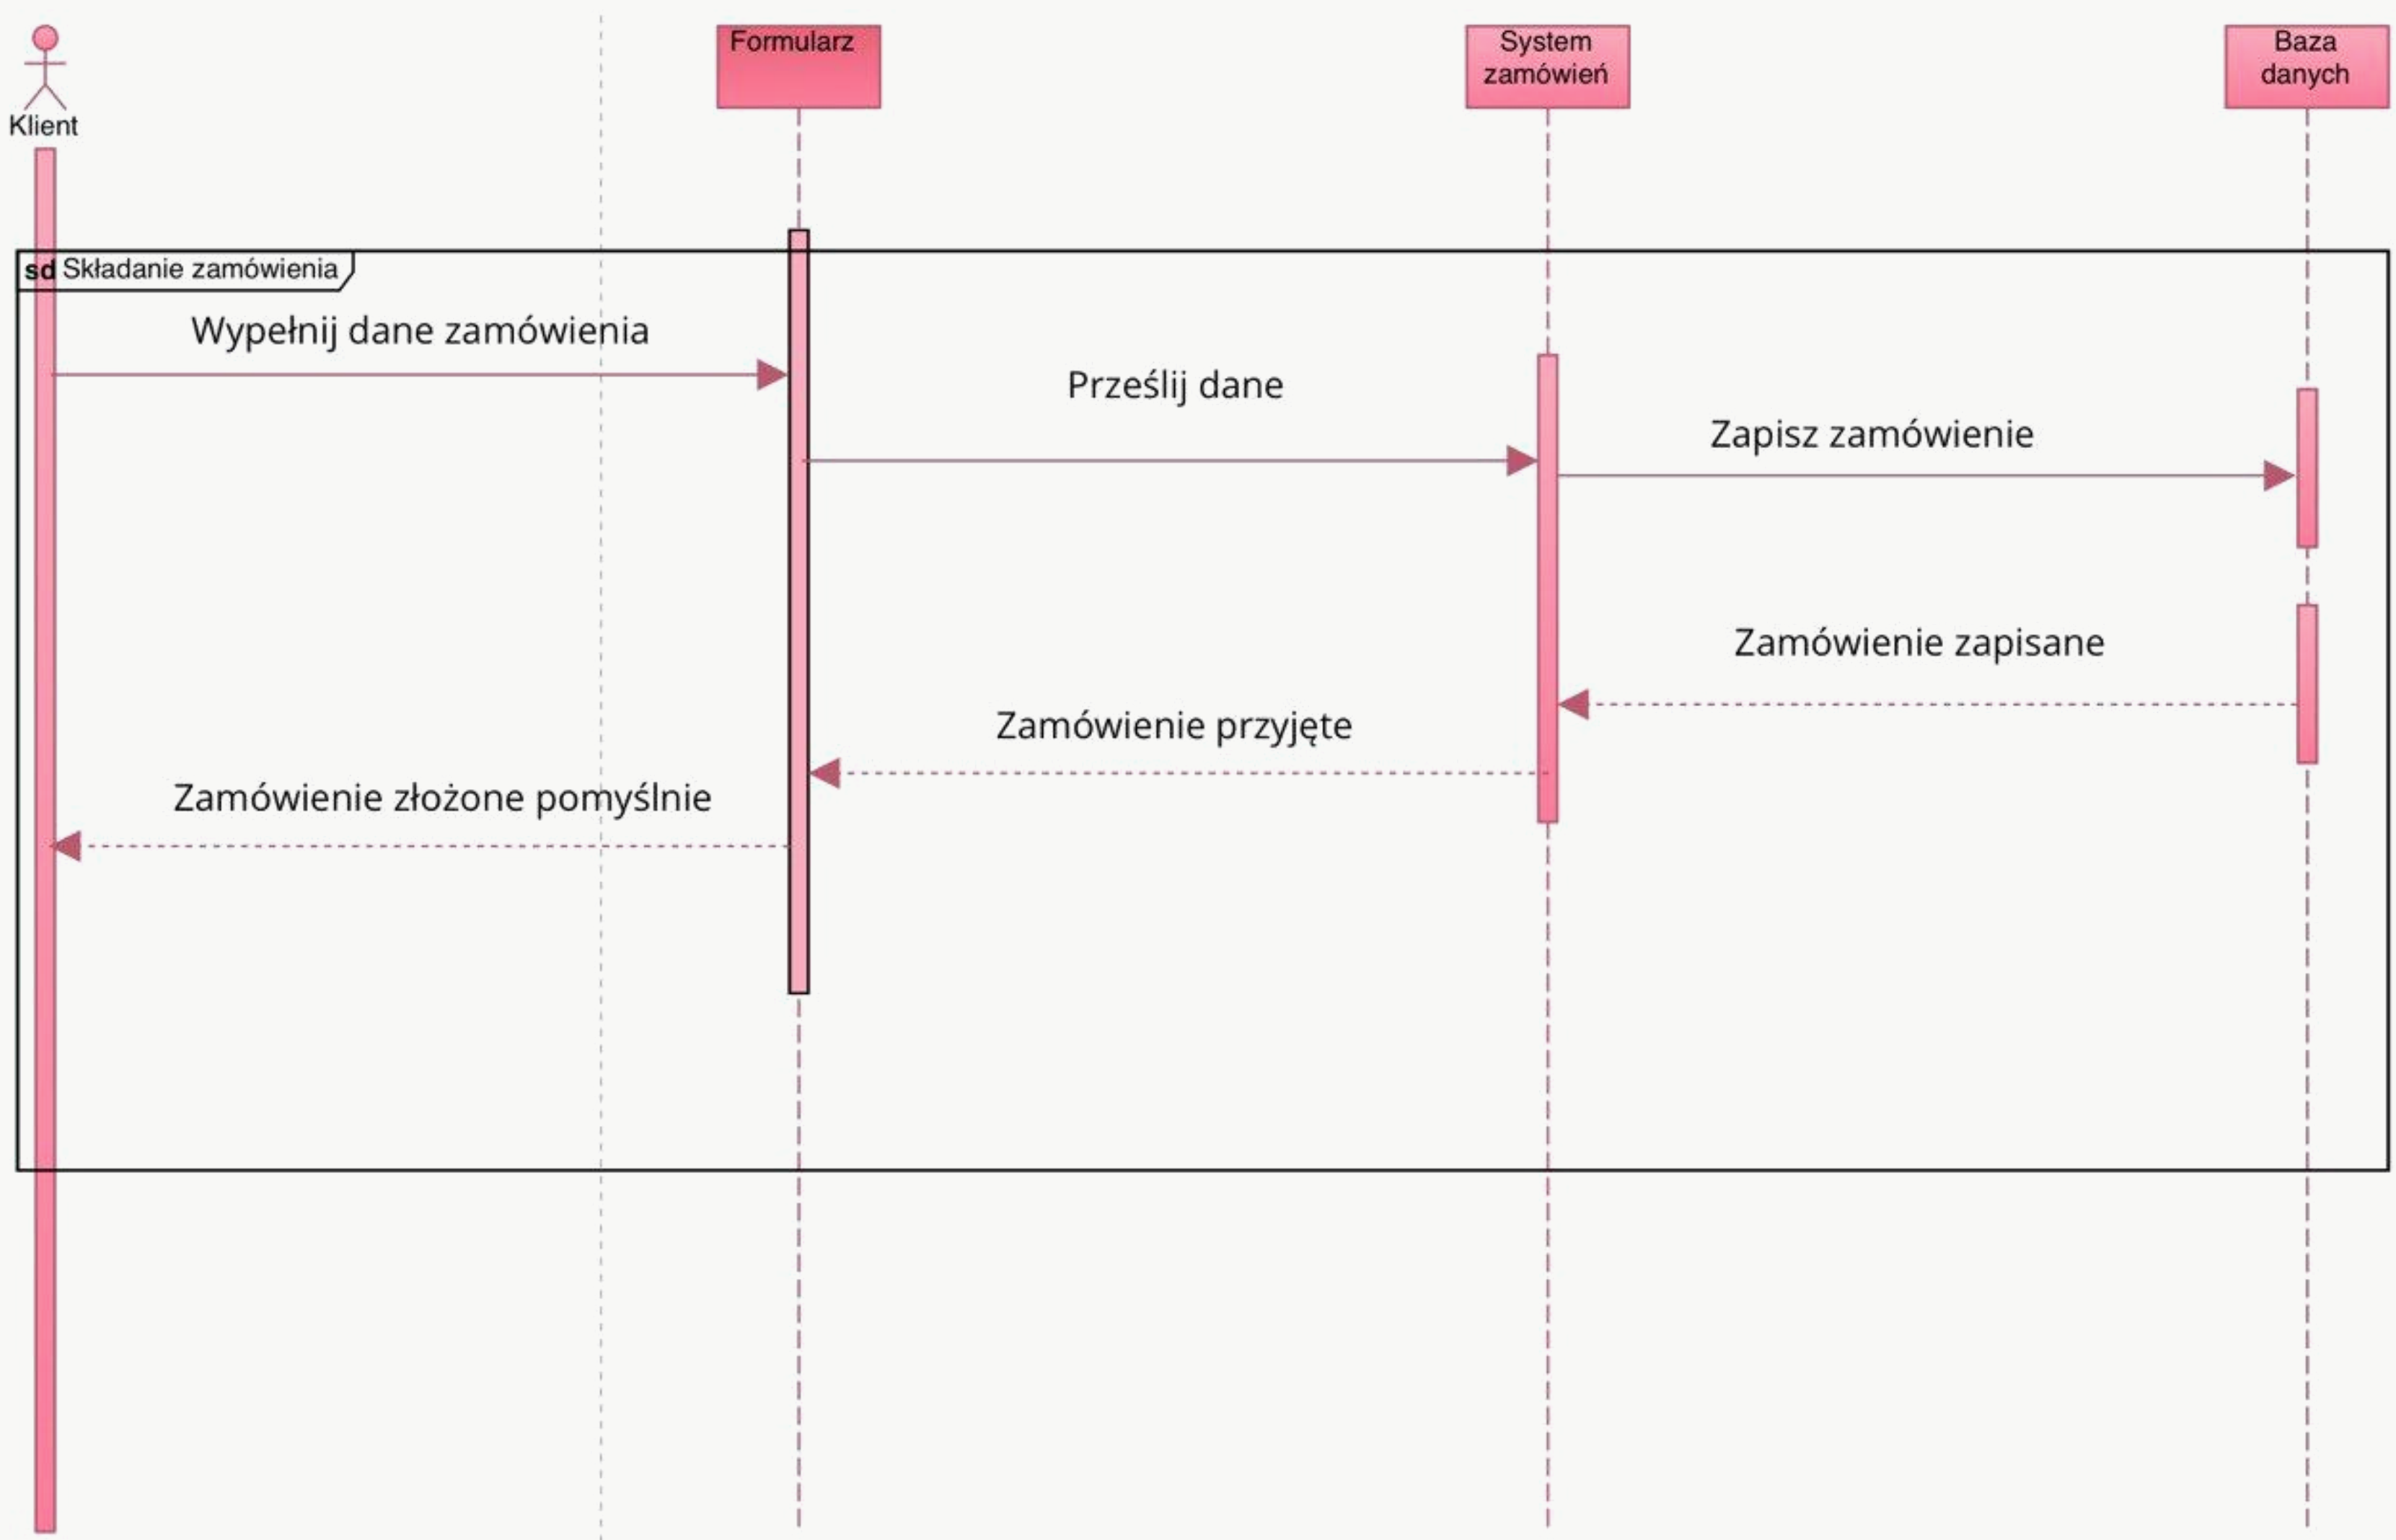 Klient
Formularz
System
zamówień
Baza
danych
sd Składanie zamówienia
Wypełnij dane zamówienia
Prześlij dane
Zapisz zamówienie
Zamówienie zapisane
Zamówienie przyjęte
Zamówienie złożone pomyślnie